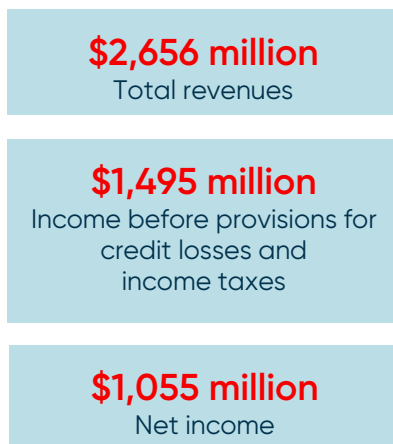 $2,656 million
Total revenues
$1,495 million
Income before provisions for
credit losses and
income taxes
$1,055 million
Net income